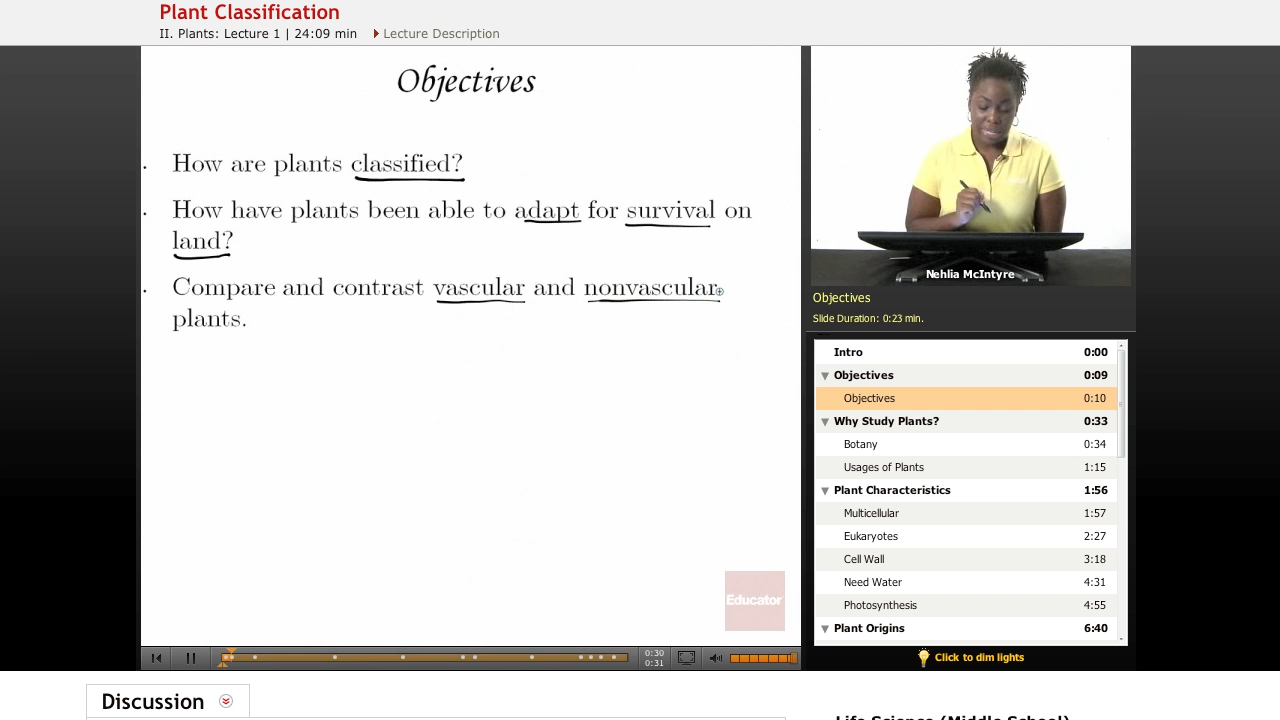 Plant Classification
II. Plants: Lecture 1 | 24:09 min
Lecture Description
Objectives
· How are plants classified?
· How have plants been able to adapt for survival on
land?
· Compare and contrast vascular and nonvascular
plants.
Educator
0:30
0:31
Nehlia McIntyre
Objectives
Slide Duration: 0:23 min.
Intro 0:00
Objectives 0:09
Objectives 0:10
Why Study Plants? 0:33
Botany 0:34
Usages of Plants 1:15
Plant Characteristics 1:56
Multicellular 1:57
Eukaryotes 2:27
Cell Wall 3:18
Need Water 4:31
Photosynthesis 4:55
Plant Origins 6:40
Click to dim lights
Discussion
Life Science (Middle School)